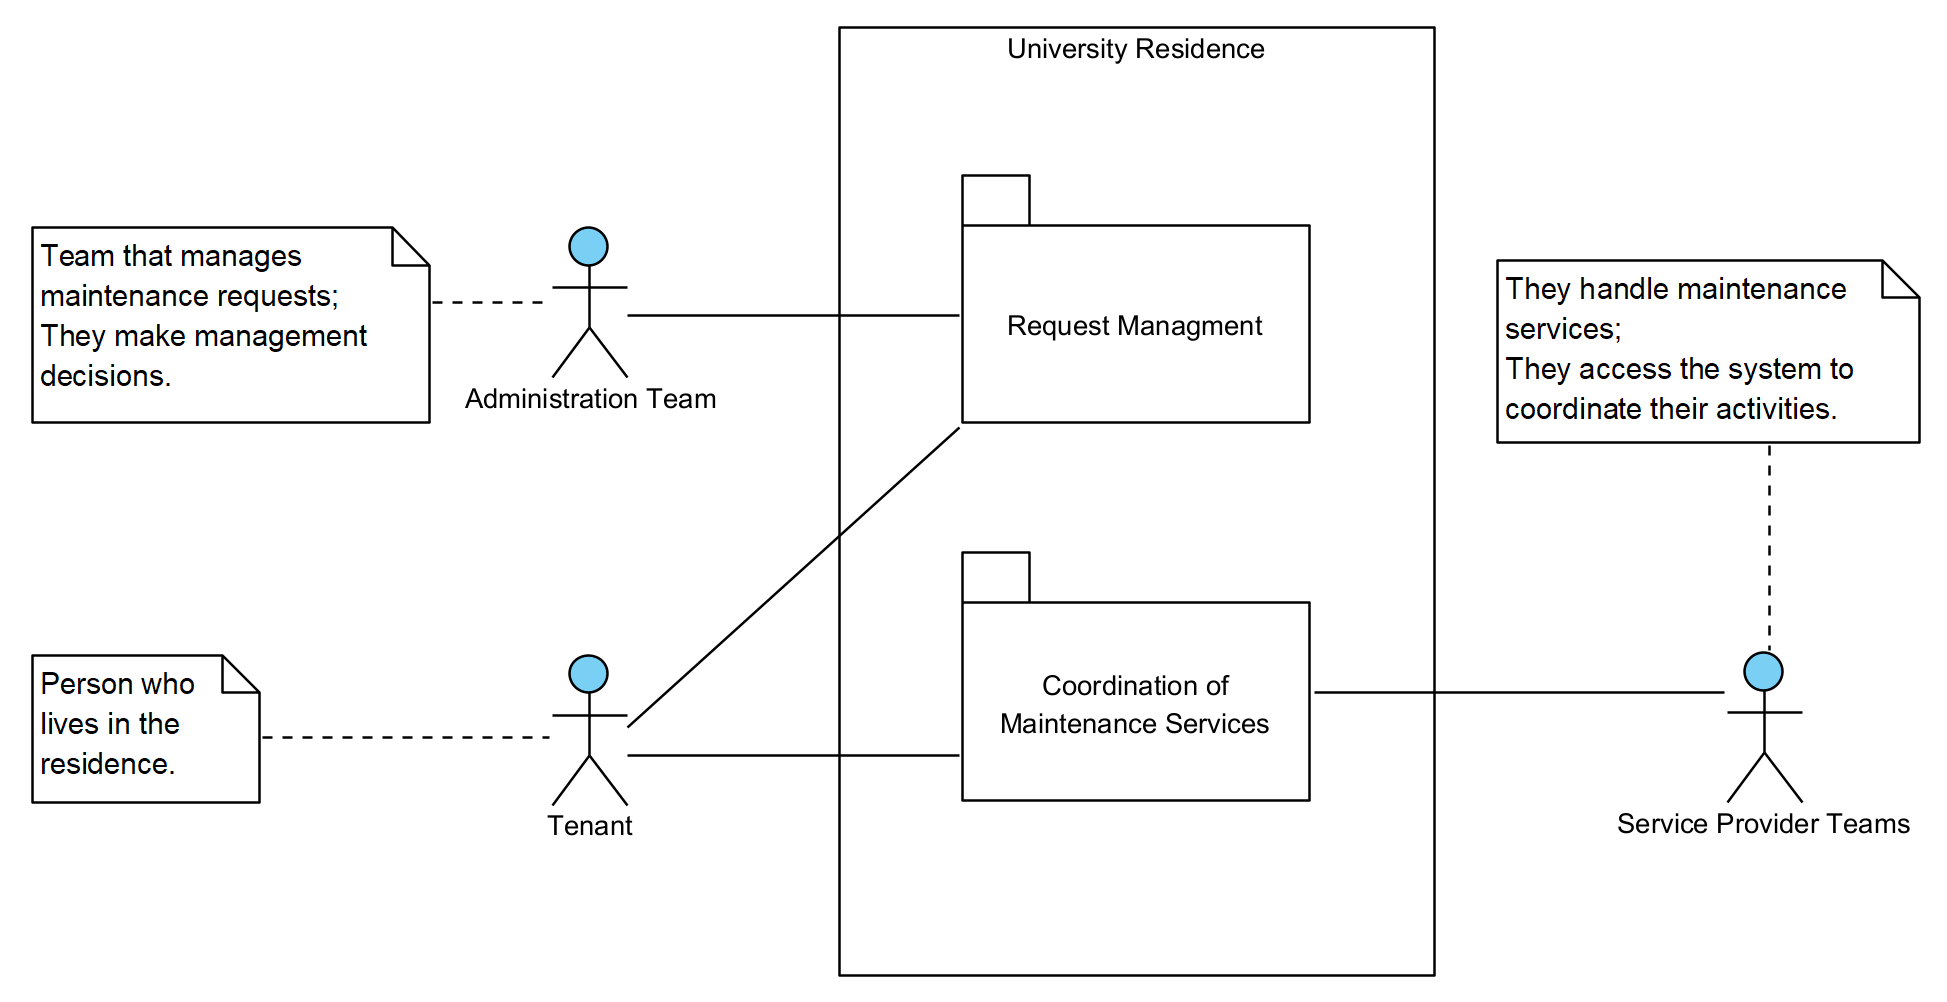 University Residence
Team that manages
maintenance requests;
They make management
decisions.
Administration Team
Request Managment
They handle maintenance
services;
They access the system to
coordinate their activities.
Person who
lives in the
residence.
Tenant
Coordination of
Maintenance Services
Service Provider Teams